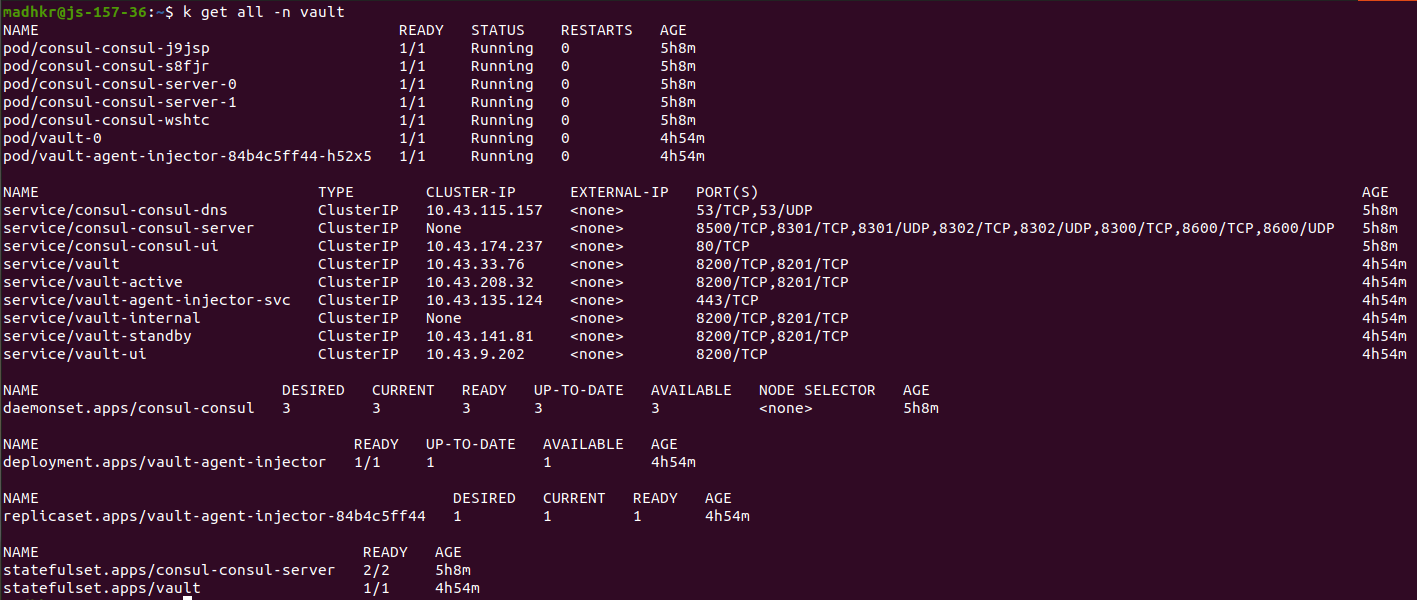 madhkr@js-157-36:~$ k get all -n vault
NAME READY STATUS RESTARTS AGE
pod/consul-consul-j9jsp 1/1 Running 0 5h8m
pod/consul-consul-s8fjr 1/1 Running 0 5h8m
pod/consul-consul-server-0 1/1 Running 0 5h8m
pod/consul-consul-server-1 1/1 Running 0 5h8m
pod/consul-consul-wshtc 1/1 Running 0 5h8m
pod/vault-0 1/1 Running 0 4h54m
pod/vault-agent-injector-84b4c5ff44-h52x5 1/1 Running 0 4h54m
NAME TYPE CLUSTER-IP EXTERNAL-IP PORT(S) AGE
service/consul-consul-dns ClusterIP 10.43.115.157 <none> 53/TCP,53/UDP 5h8m
service/consul-consul-server ClusterIP None <none> 8500/TCP,8301/TCP,8301/UDP,8302/TCP,8302/UDP,8300/TCP,8600/TCP,8600/UDP 5h8m
service/consul-consul-ui ClusterIP 10.43.174.237 <none> 80/TCP 5h8m
service/vault ClusterIP 10.43.33.76 <none> 8200/TCP,8201/TCP 4h54m
service/vault-active ClusterIP 10.43.208.32 <none> 8200/TCP,8201/TCP 4h54m
service/vault-agent-injector-svc ClusterIP 10.43.135.124 <none> 443/TCP 4h54m
service/vault-internal ClusterIP None <none> 8200/TCP,8201/TCP 4h54m
service/vault-standby ClusterIP 10.43.141.81 <none> 8200/TCP,8201/TCP 4h54m
service/vault-ui ClusterIP 10.43.9.202 <none> 8200/TCP 4h54m
NAME DESIRED CURRENT READY UP-TO-DATE AVAILABLE NODE SELECTOR AGE
daemonset.apps/consul-consul 3 3 3 3 3 <none> 5h8m
NAME READY UP-TO-DATE AVAILABLE AGE
deployment.apps/vault-agent-injector 1/1 1 1 4h54m
NAME DESIRED CURRENT READY AGE
replicaset.apps/vault-agent-injector-84b4c5ff44 1 1 1 4h54m
NAME READY AGE
statefulset.apps/consul-consul-server 2/2 5h8m
statefulset.apps/vault 1/1 4h54m